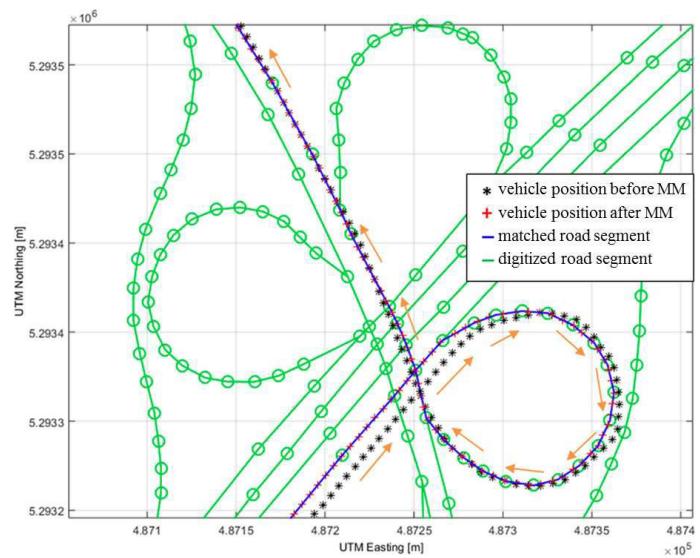 × 10⁶
5.2935
5.2935
5.2934
5.2934
5.2933
5.2932
UTM Northing [m]
* vehicle position before MM
+ vehicle position after MM
matched road segment
digitized road segment
4.871 4.8715 4.872 4.8725 4.873 4.8735 4.874
UTM Easting [m]
× 10⁵